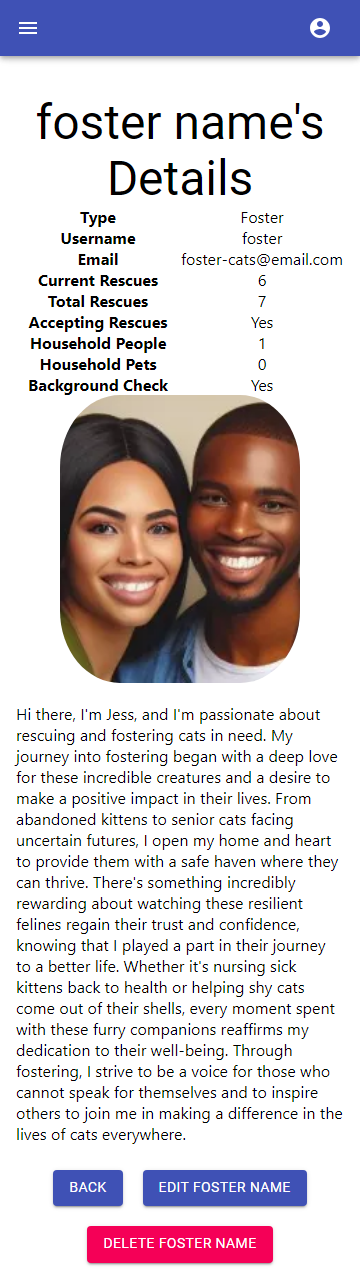 foster name's
Details
Type Foster
Username foster
Email foster-cats@email.com
Current Rescues 6
Total Rescues 7
Accepting Rescues Yes
Household People 1
Household Pets 0
Background Check Yes
Hi there, I'm Jess, and I'm passionate about
rescuing and fostering cats in need. My
journey into fostering began with a deep love
for these incredible creatures and a desire to
make a positive impact in their lives. From
abandoned kittens to senior cats facing
uncertain futures, I open my home and heart
to provide them with a safe haven where they
can thrive. There's something incredibly
rewarding about watching these resilient
felines regain their trust and confidence,
knowing that I played a part in their journey
to a better life. Whether it's nursing sick
kittens back to health or helping shy cats
come out of their shells, every moment spent
with these furry companions reaffirms my
dedication to their well-being. Through
fostering, I strive to be a voice for those who
cannot speak for themselves and to inspire
others to join me in making a difference in the
lives of cats everywhere.
BACK EDIT FOSTER NAME
DELETE FOSTER NAME